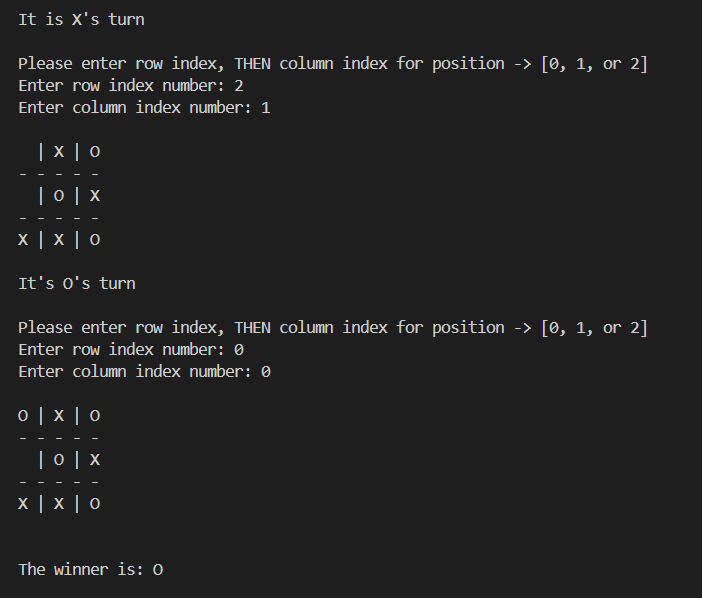 It is X's turn
Please enter row index, THEN column index for position -> [0, 1, or 2]
Enter row index number: 2
Enter column index number: 1
  | X | O
- - - - -
  | O | X
- - - - -
X | X | O
It's O's turn
Please enter row index, THEN column index for position -> [0, 1, or 2]
Enter row index number: 0
Enter column index number: 0
O | X | O
- - - - -
  | O | X
- - - - -
X | X | O
The winner is: O